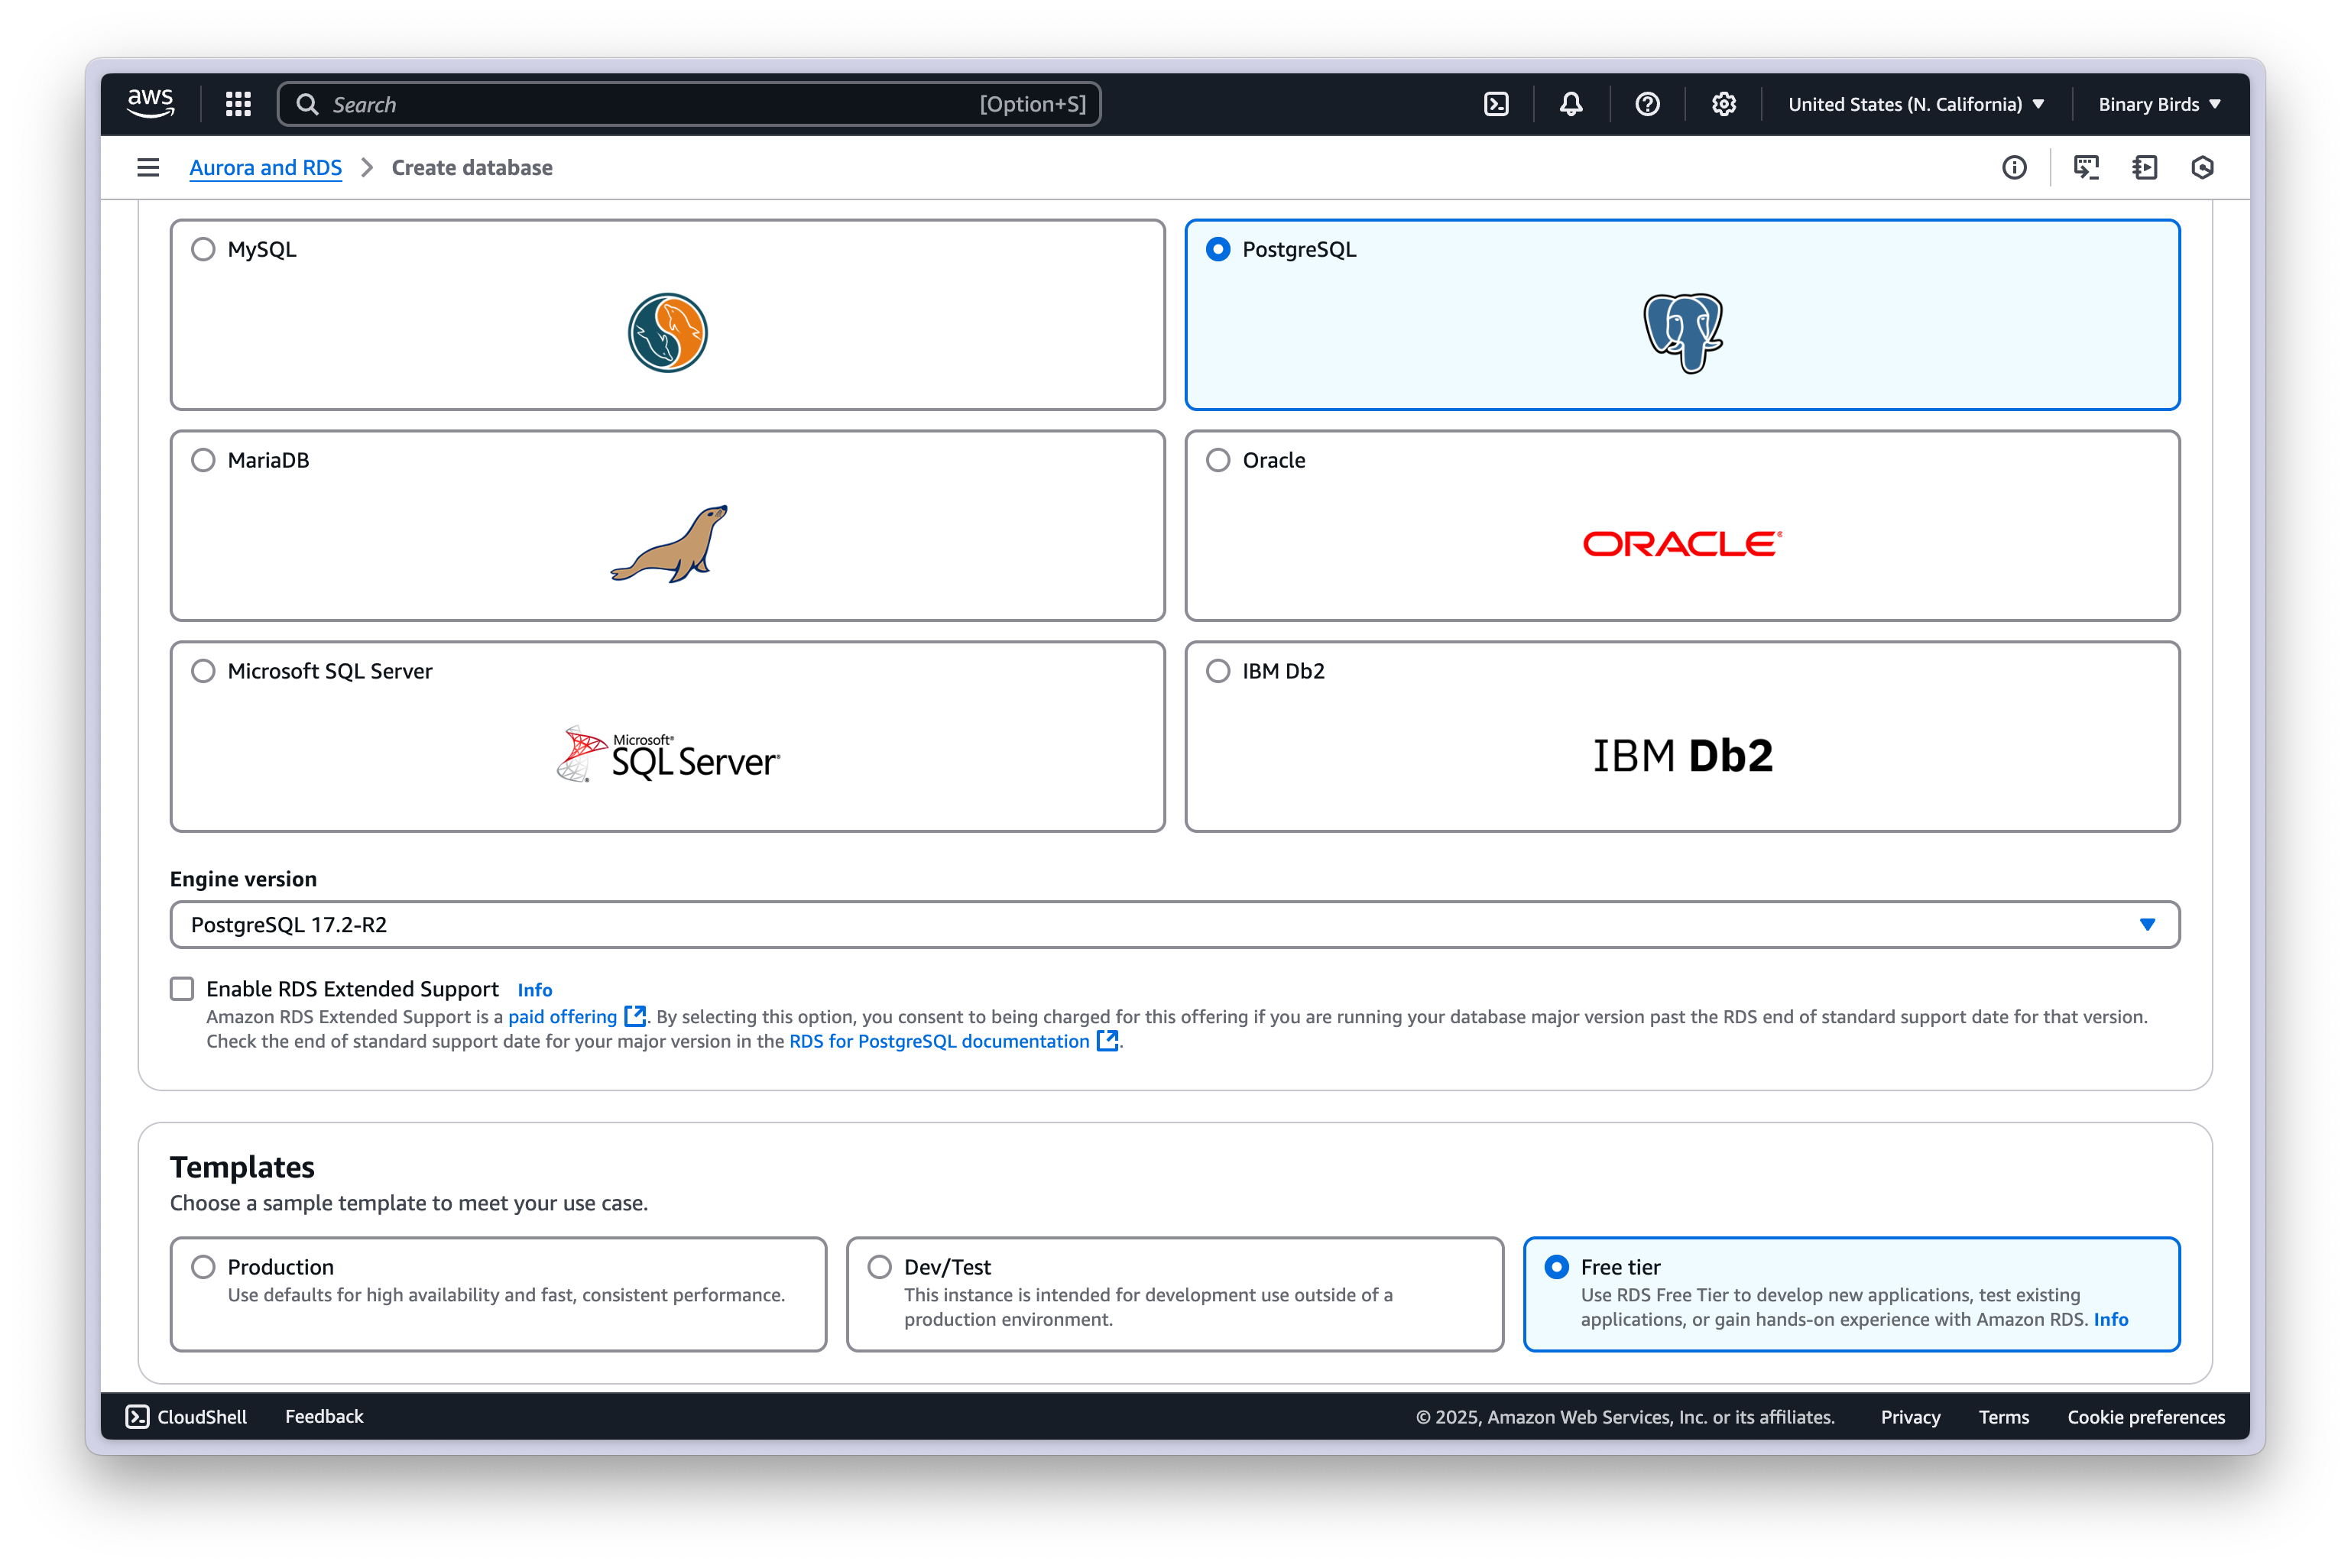 aws
Search [Option+S]
United States (N. California)
Binary Birds
Aurora and RDS
Create database
MySQL
PostgreSQL
MariaDB
Oracle
ORACLE®
Microsoft SQL Server
Microsoft®
SQL Server®
IBM Db2
IBM Db2
Engine version
PostgreSQL 17.2-R2
Enable RDS Extended Support Info
Amazon RDS Extended Support is a paid offering. By selecting this option, you consent to being charged for this offering if you are running your database major version past the RDS end of standard support date for that version.
Check the end of standard support date for your major version in the RDS for PostgreSQL documentation.
Templates
Choose a sample template to meet your use case.
Production
Use defaults for high availability and fast, consistent performance.
Dev/Test
This instance is intended for development use outside of a
production environment.
Free tier
Use RDS Free Tier to develop new applications, test existing
applications, or gain hands-on experience with Amazon RDS. Info
CloudShell
Feedback
© 2025, Amazon Web Services, Inc. or its affiliates.
Privacy
Terms
Cookie preferences